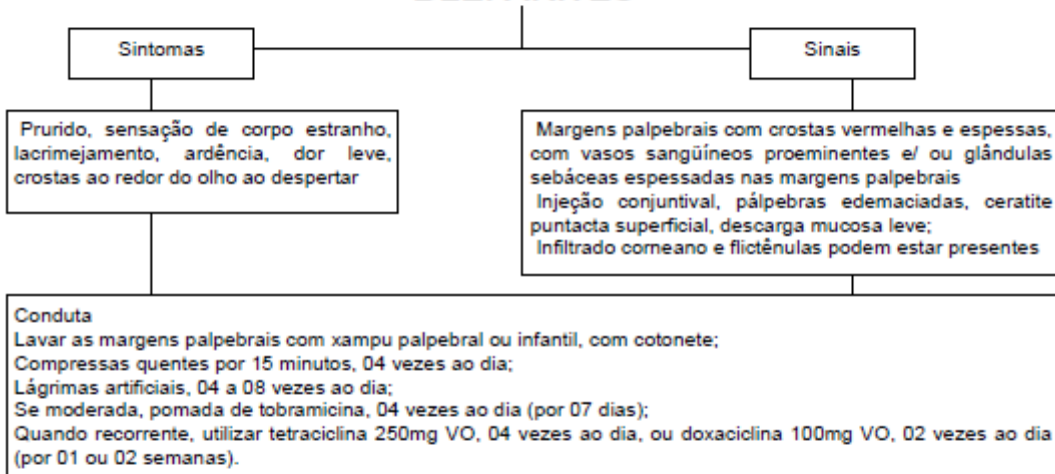 Sintomas
Sinais
Prurido, sensação de corpo estranho,
lacrimejamento, ardência, dor leve,
crostas ao redor do olho ao despertar
Margens palpebrais com crostas vermelhas e espessas,
com vasos sangüíneos proeminentes e/ ou glândulas
sebáceas espessadas nas margens palpebrais
Injeção conjuntival, pálpebras edemaciadas, ceratite
puntacta superficial, descarga mucosa leve;
Infiltrado corneano e flictênulas podem estar presentes
Conduta
Lavar as margens palpebrais com xampu palpebral ou infantil, com cotonete;
Compressas quentes por 15 minutos, 04 vezes ao dia;
Lágrimas artificiais, 04 a 08 vezes ao dia;
Se moderada, pomada de tobramicina, 04 vezes ao dia (por 07 dias);
Quando recorrente, utilizar tetraciclina 250mg VO, 04 vezes ao dia, ou doxaciclina 100mg VO, 02 vezes ao dia
(por 01 ou 02 semanas).